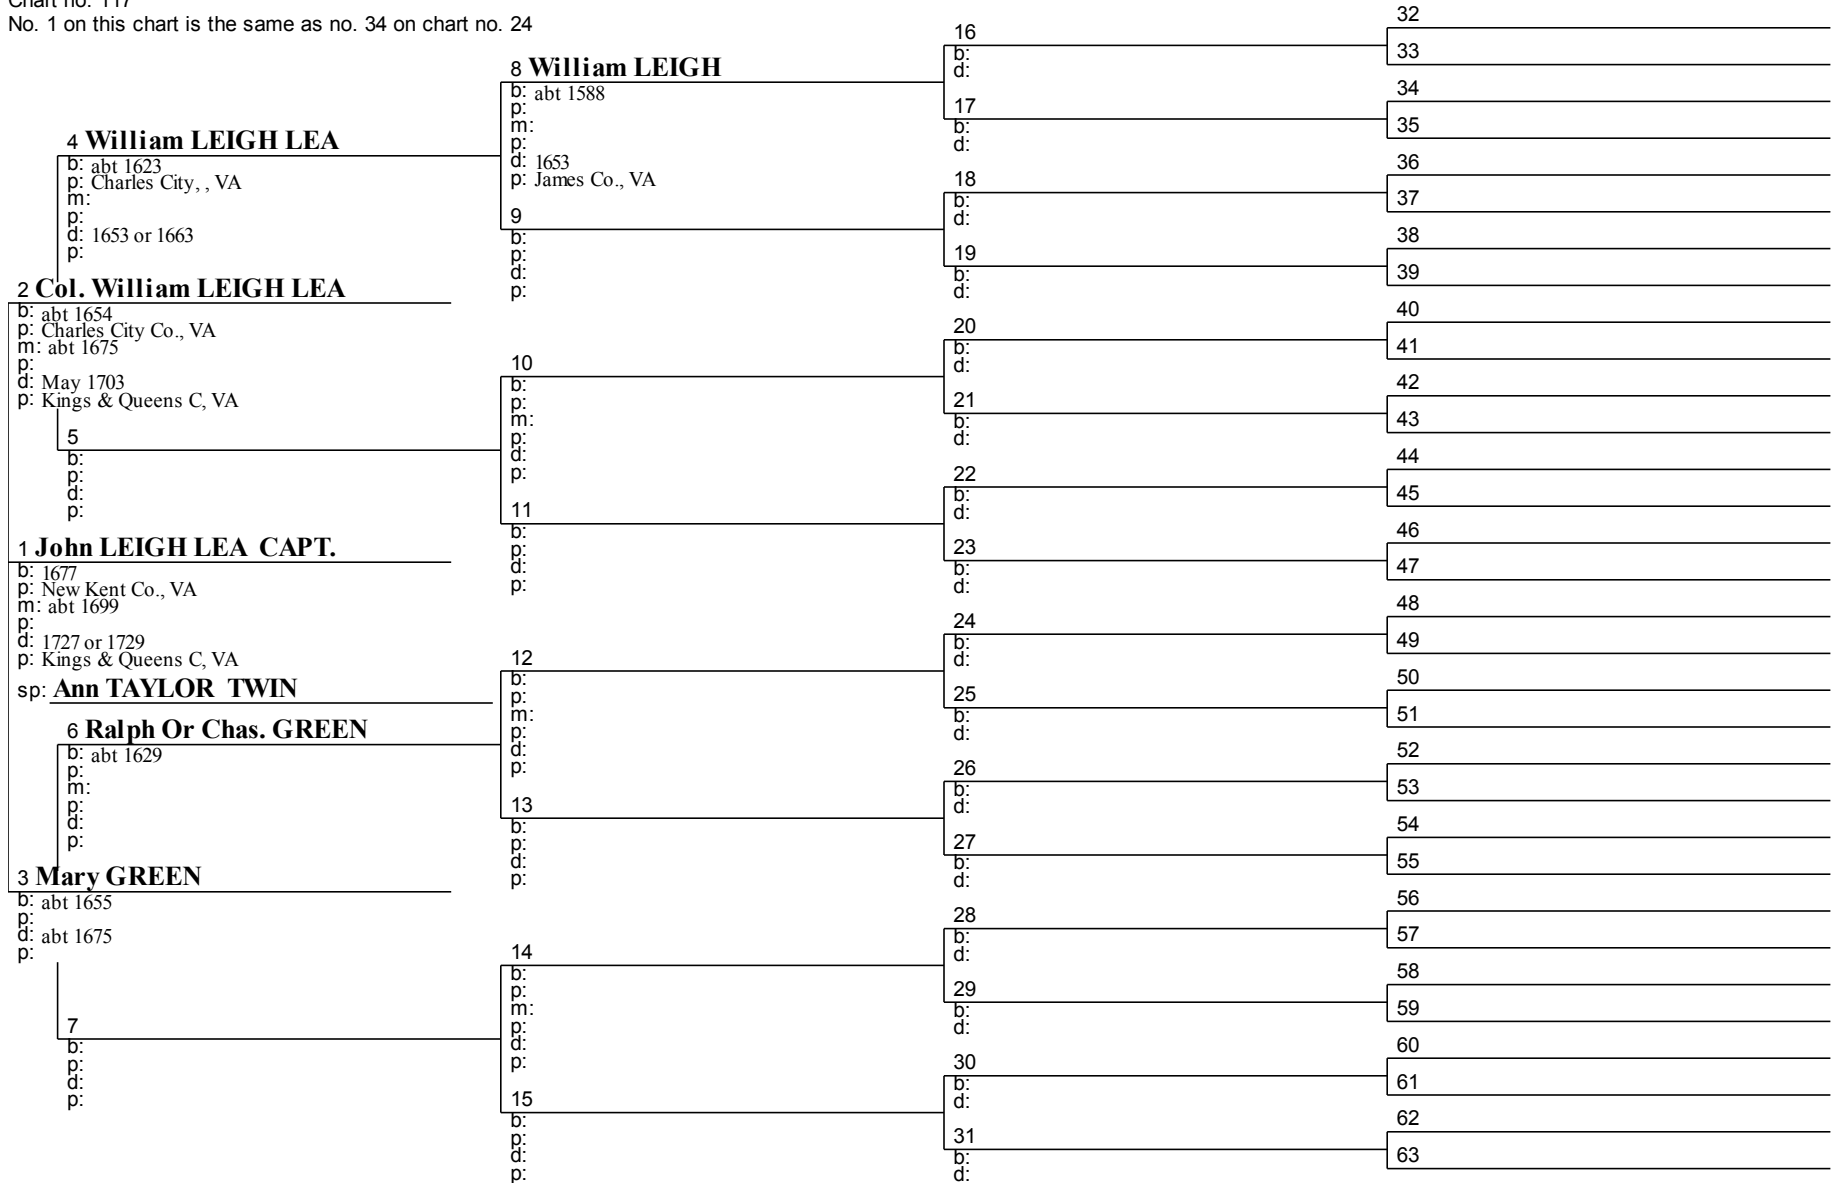 Chart no. 117
No. 1 on this chart is the same as no. 34 on chart no. 24
4 William LEIGH LEA
b: abt 1623
p: Charles City, , VA
m:
p:
d: 1653 or 1663
p:
2 Col. William LEIGH LEA
b: abt 1654
p: Charles City Co., VA
m: abt 1675
p:
d: May 1703
p: Kings & Queens C, VA
5
b:
p:
d:
p:
1 John LEIGH LEA CAPT.
b: 1677
p: New Kent Co., VA
m: abt 1699
p:
d: 1727 or 1729
p: Kings & Queens C, VA
sp: Ann TAYLOR TWIN
6 Ralph Or Chas. GREEN
b: abt 1629
p:
m:
p:
d:
p:
3 Mary GREEN
b: abt 1655
p:
d: abt 1675
p:
7
b:
p:
d:
p:
8 William LEIGH
b: abt 1588
p:
m:
p:
d: 1653
p: James Co., VA
9
b:
p:
d:
p:
10
b:
p:
m:
p:
d:
p:
11
b:
p:
d:
p:
12
b:
p:
m:
p:
d:
p:
13
b:
p:
d:
p:
14
b:
p:
m:
p:
d:
p:
15
b:
p:
d:
p:
16
b:
d:
17
b:
d:
18
b:
d:
19
b:
d:
20
b:
d:
21
b:
d:
22
b:
d:
23
b:
d:
24
b:
d:
25
b:
d:
26
b:
d:
27
b:
d:
28
b:
d:
29
b:
d:
30
b:
d:
31
b:
d:
32
33
34
35
36
37
38
39
40
41
42
43
44
45
46
47
48
49
50
51
52
53
54
55
56
57
58
59
60
61
62
63